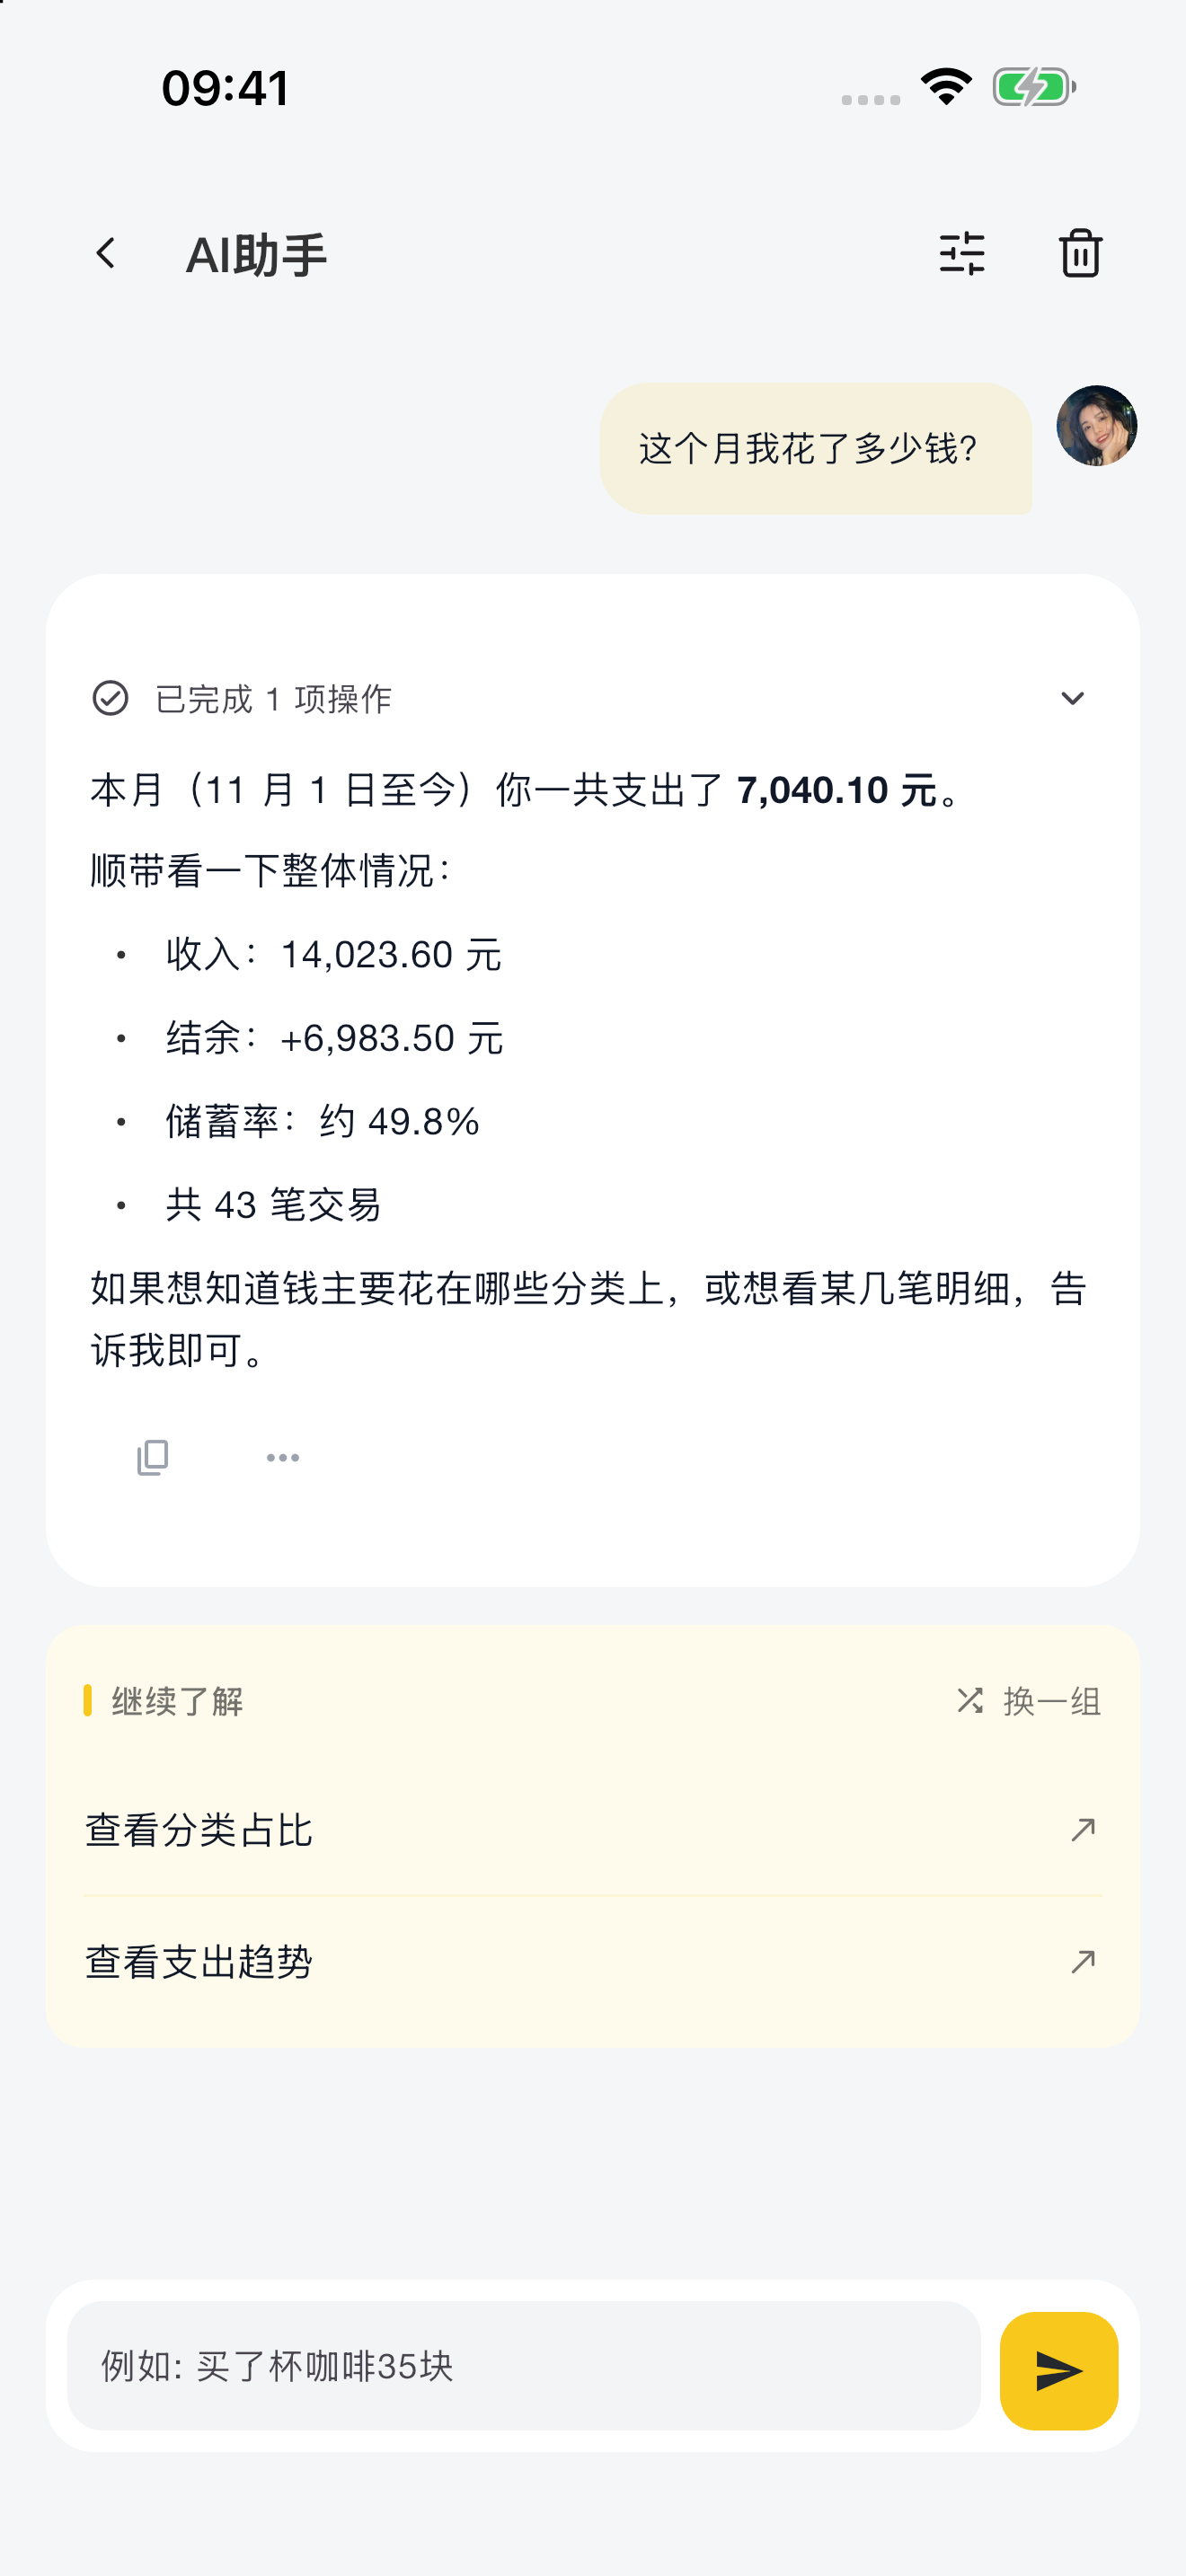 09:41
AI助手
这个月我花了多少钱?
已完成 1 项操作
本月（11 月 1 日至今）你一共支出了 7,040.10 元。
顺带看一下整体情况：
• 收入：14,023.60 元
• 结余：+6,983.50 元
• 储蓄率：约 49.8%
• 共 43 笔交易
如果想知道钱主要花在哪些分类上，或想看某几笔明细，告
诉我即可。
继续了解
换一组
查看分类占比
查看支出趋势
例如: 买了杯咖啡35块